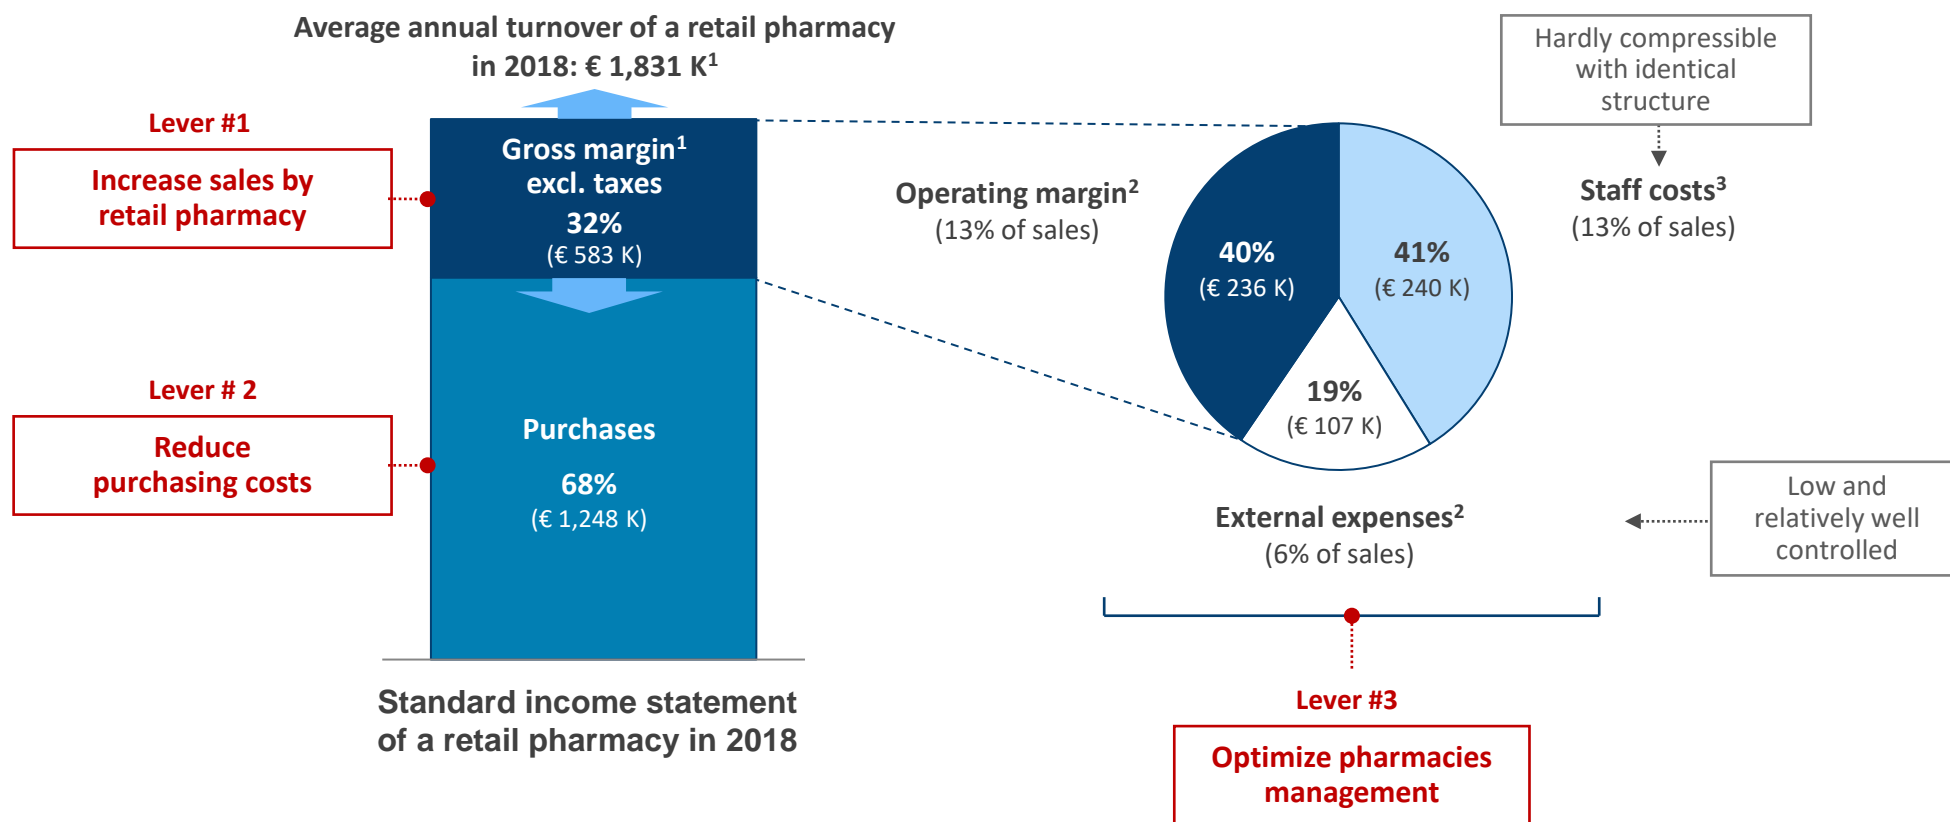 Average annual turnover of a retail pharmacy
in 2018: € 1,831 K1
Lever #1
Increase sales by
retail pharmacy
Gross margin1
excl. taxes
32%
(€ 583 K)
Lever # 2
Reduce
purchasing costs
Purchases
68%
(€ 1,248 K)
Standard income statement
of a retail pharmacy in 2018
Operating margin2
(13% of sales)
40%
(€ 236 K)
41%
(€ 240 K)
19%
(€ 107 K)
Hardly compressible
with identical
structure
Staff costs3
(13% of sales)
External expenses2
(6% of sales)
Low and
relatively well
controlled
Lever #3
Optimize pharmacies
management